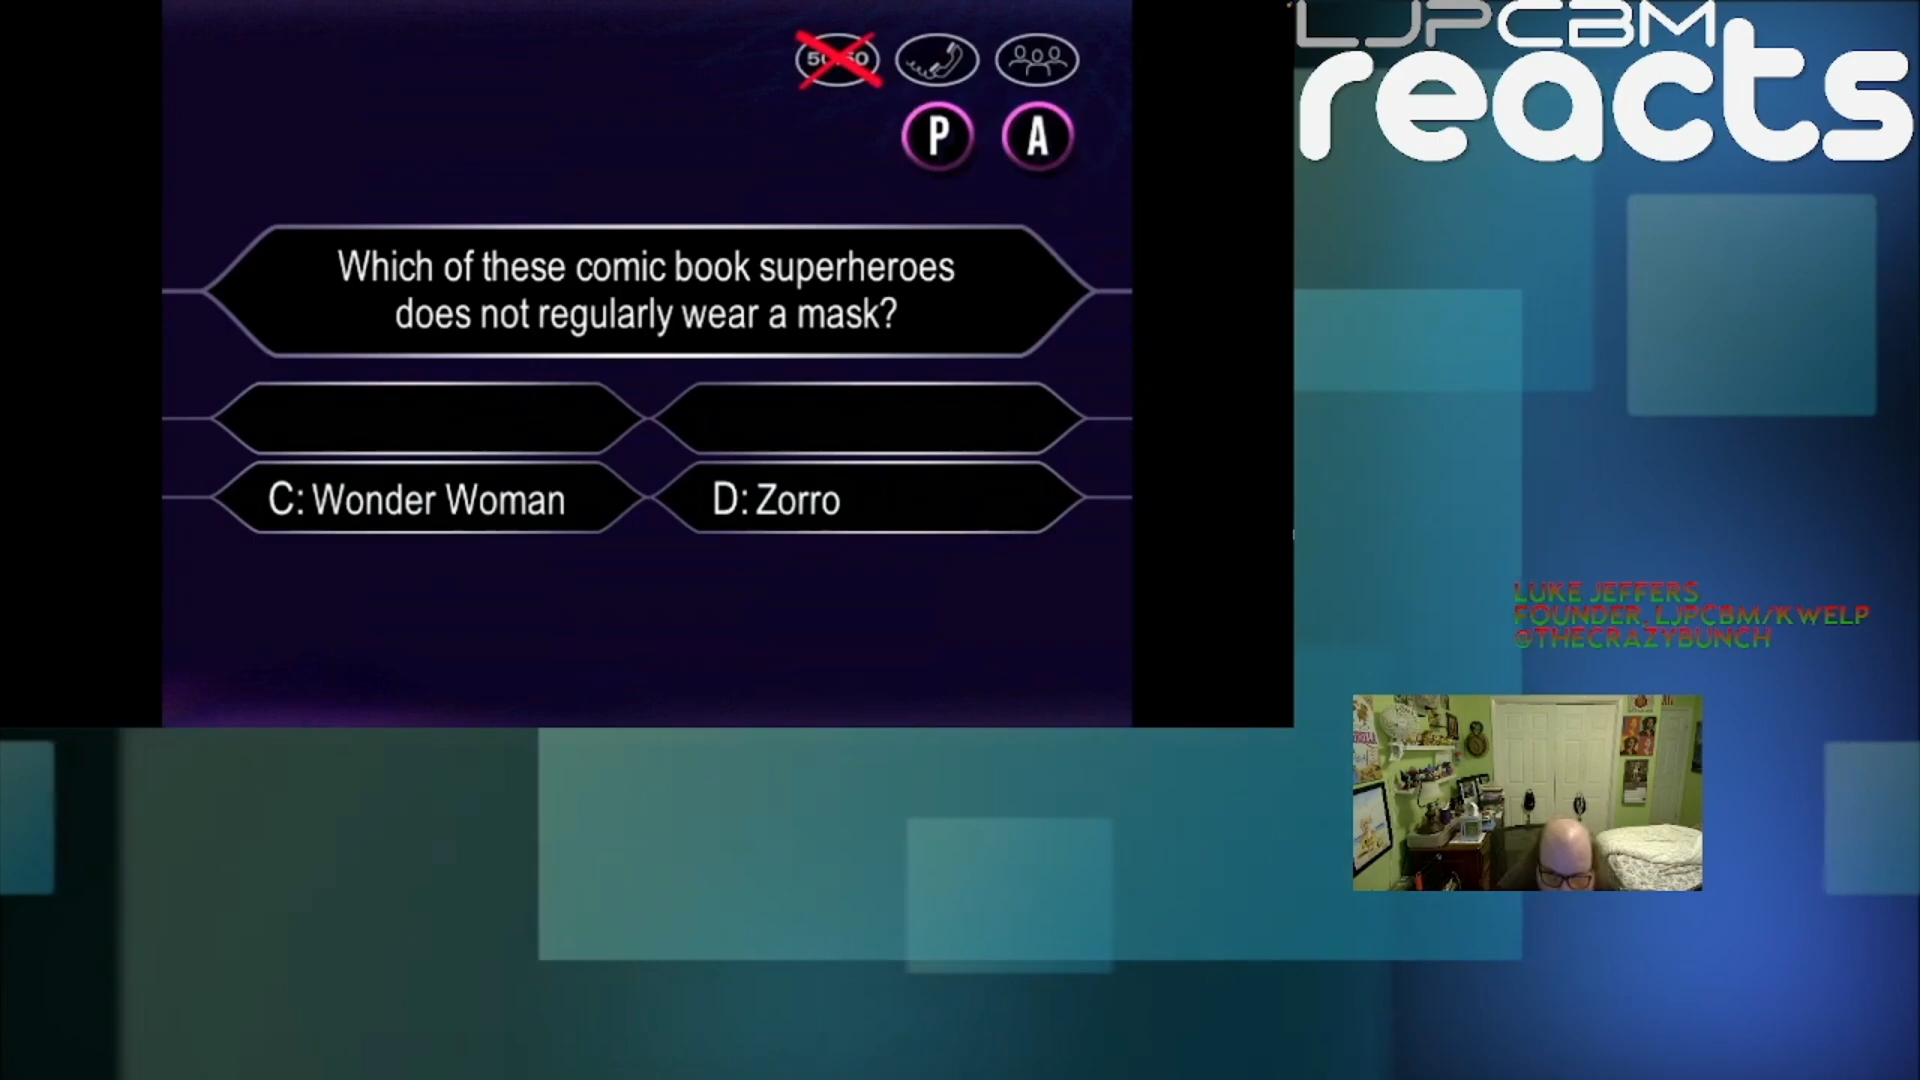 LJPCBM
reacts
P
A
Which of these comic book superheroes
does not regularly wear a mask?
C: Wonder Woman
D: Zorro
LUKE JEFFERS
FOUNDER, LJPCBM/KWELP
@THECRAZYBUNCH